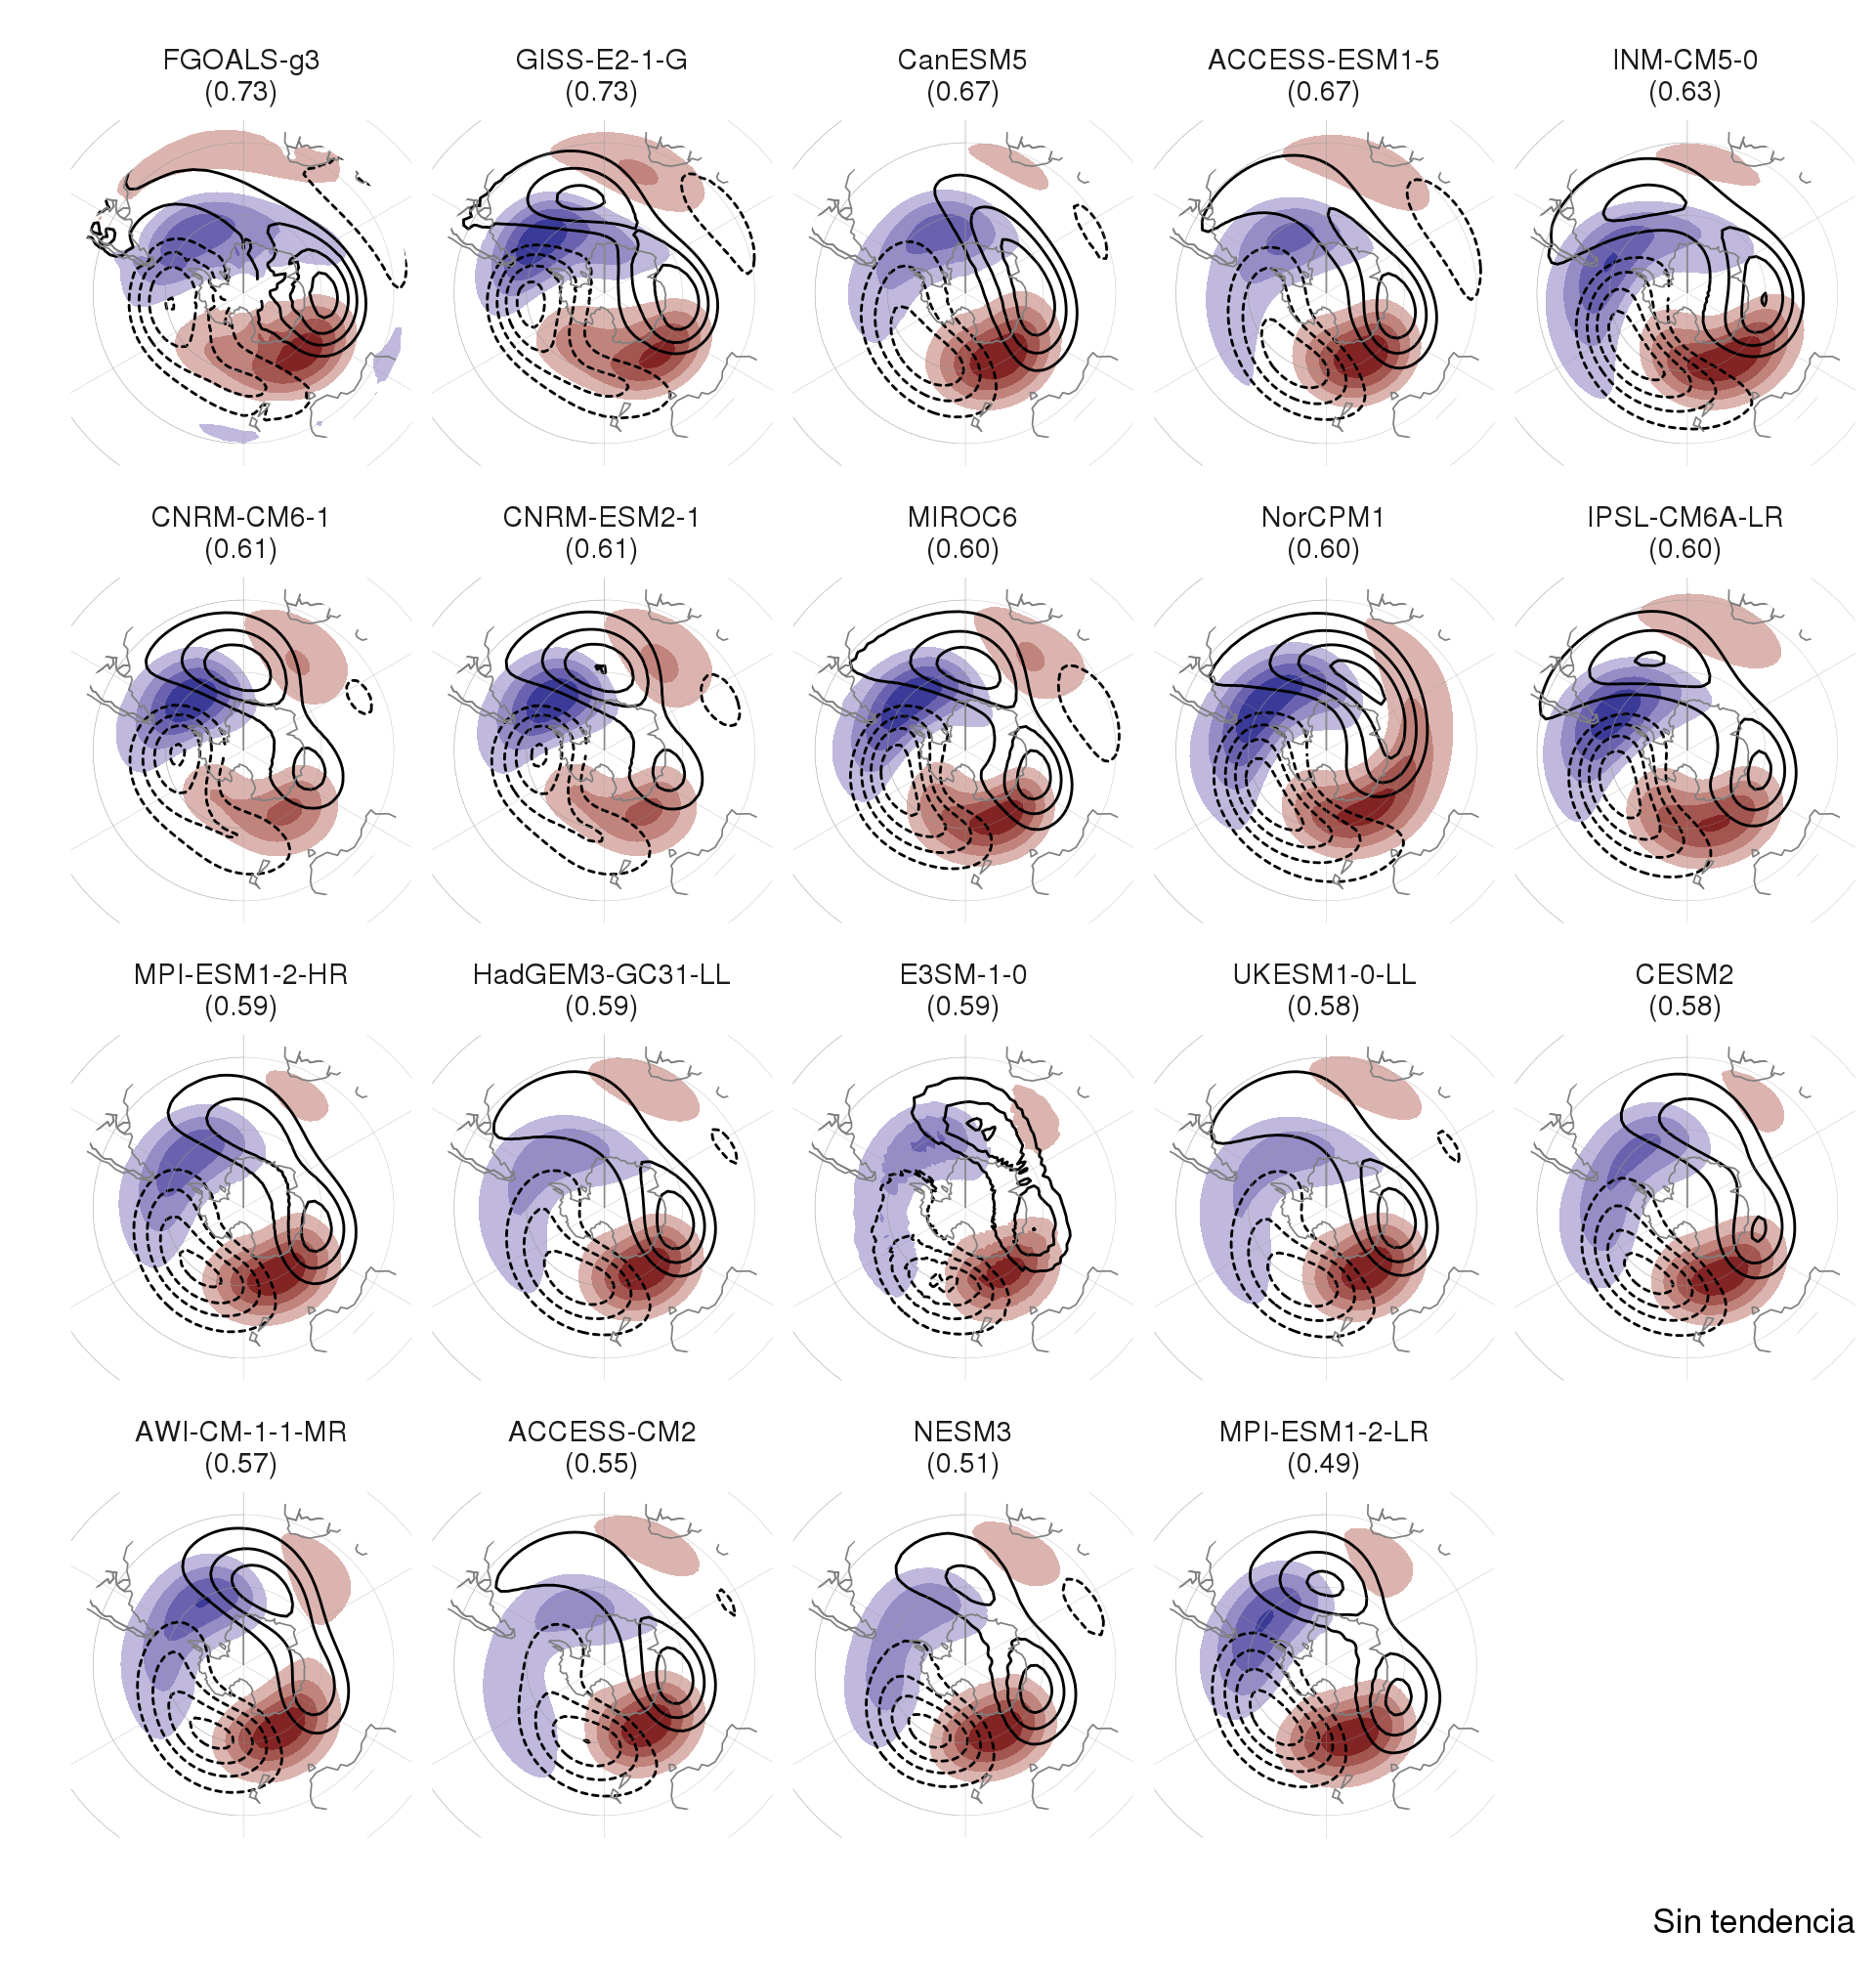 FGOALS-g3
(0.73)
GISS-E2-1-G
(0.73)
CanESM5
(0.67)
ACCESS-ESM1-5
(0.67)
INM-CM5-0
(0.63)
CNRM-CM6-1
(0.61)
CNRM-ESM2-1
(0.61)
MIROC6
(0.60)
NorCPM1
(0.60)
IPSL-CM6A-LR
(0.60)
MPI-ESM1-2-HR
(0.59)
HadGEM3-GC31-LL
(0.59)
E3SM-1-0
(0.59)
UKESM1-0-LL
(0.58)
CESM2
(0.58)
AWI-CM-1-1-MR
(0.57)
ACCESS-CM2
(0.55)
NESM3
(0.51)
MPI-ESM1-2-LR
(0.49)
Sin tendencia